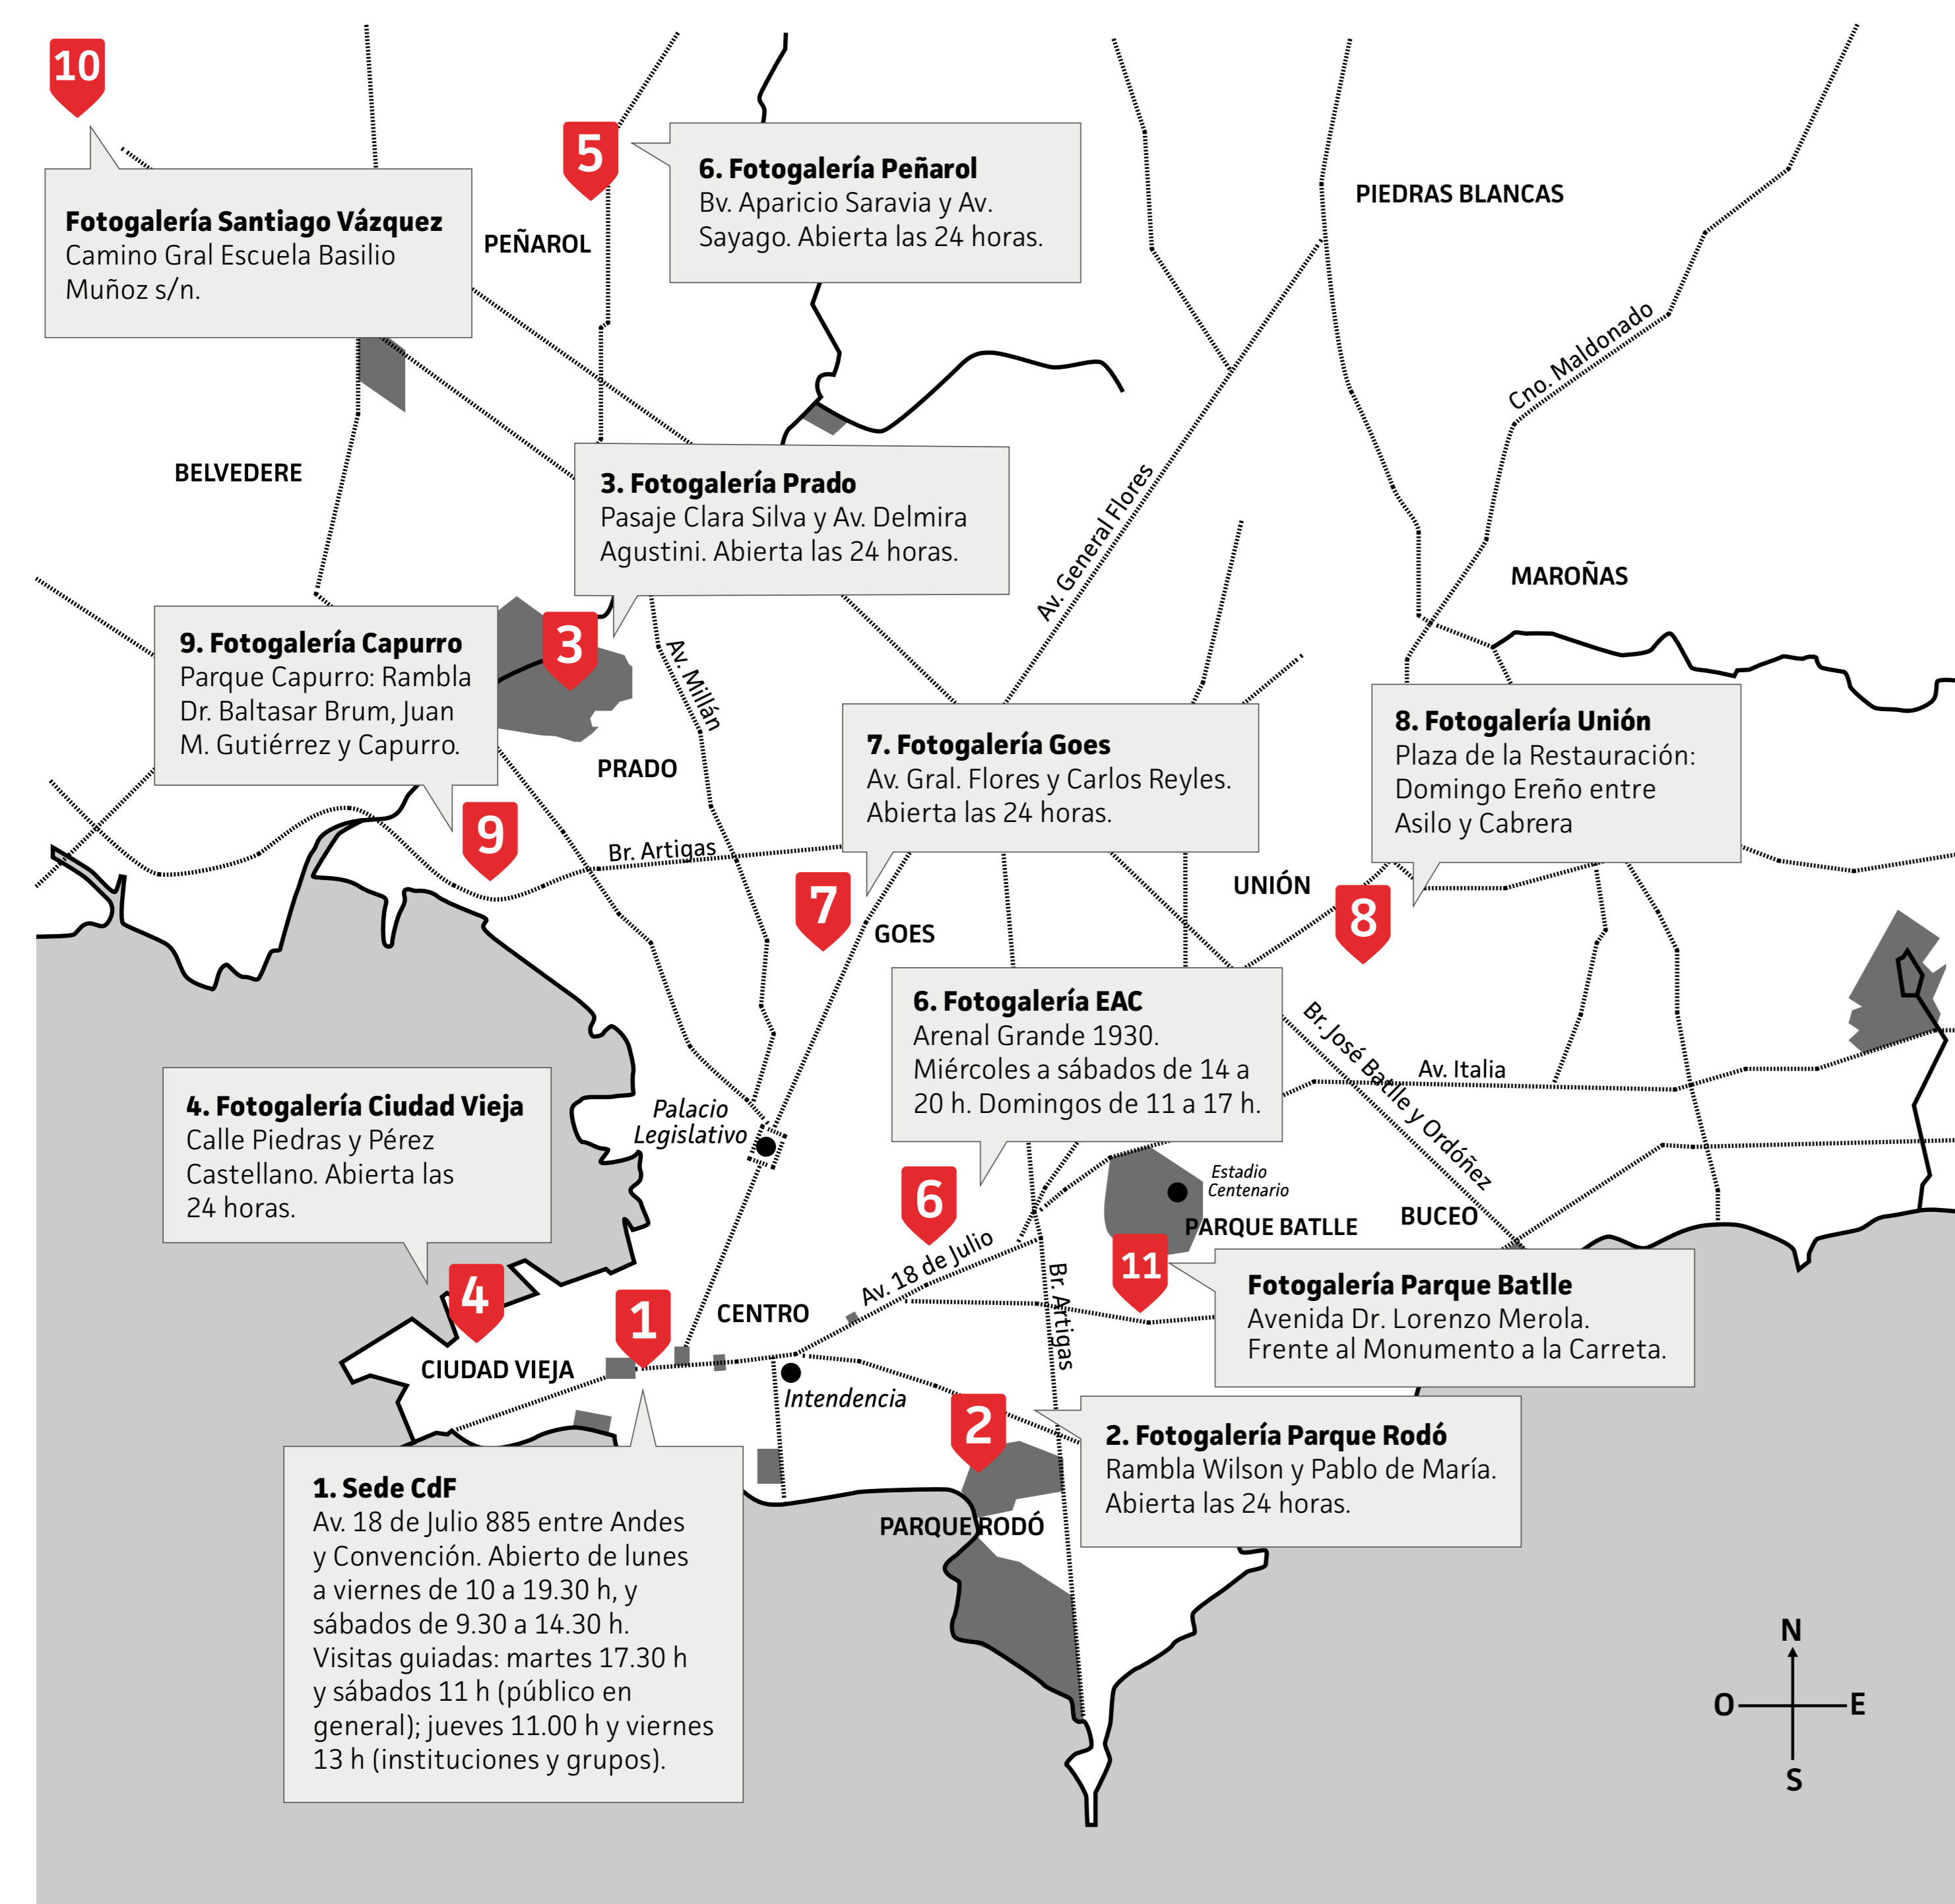 10
Fotogalería Santiago Vázquez
Camino Gral Escuela Basilio
Muñoz s/n.
5
6. Fotogalería Peñarol
Bv. Aparicio Saravia y Av.
Sayago. Abierta las 24 horas.
PEÑAROL
PIEDRAS BLANCAS
Cno. Maldonado
BELVEDERE
3. Fotogalería Prado
Pasaje Clara Silva y Av. Delmira
Agustini. Abierta las 24 horas.
Av. General Flores
MAROÑAS
9. Fotogalería Capurro
Parque Capurro: Rambla
Dr. Baltasar Brum, Juan
M. Gutiérrez y Capurro.
3
Av. Millán
PRADO
7. Fotogalería Goes
Av. Gral. Flores y Carlos Reyles.
Abierta las 24 horas.
8. Fotogalería Unión
Plaza de la Restauración:
Domingo Ereño entre
Asilo y Cabrera
9
Br. Artigas
7
GOES
UNIÓN
8
6. Fotogalería EAC
Arenal Grande 1930.
Miércoles a sábados de 14 a
20 h. Domingos de 11 a 17 h.
Br. José Batlle y Ordóñez
Av. Italia
4. Fotogalería Ciudad Vieja
Calle Piedras y Pérez
Castellano. Abierta las
24 horas.
Palacio
Legislativo
6
Estadio
Centenario
PARQUE BATLLE
BUCEO
Av. 18 de Julio
Br. Artigas
11
Fotogalería Parque Batlle
Avenida Dr. Lorenzo Merola.
Frente al Monumento a la Carreta.
4
1
CENTRO
CIUDAD VIEJA
Intendencia
2
2. Fotogalería Parque Rodó
Rambla Wilson y Pablo de María.
Abierta las 24 horas.
PARQUE RODÓ
1. Sede CdF
Av. 18 de Julio 885 entre Andes
y Convención. Abierto de lunes
a viernes de 10 a 19.30 h, y
sábados de 9.30 a 14.30 h.
Visitas guiadas: martes 17.30 h
y sábados 11 h (público en
general); jueves 11.00 h y viernes
13 h (instituciones y grupos).
N
O
E
S